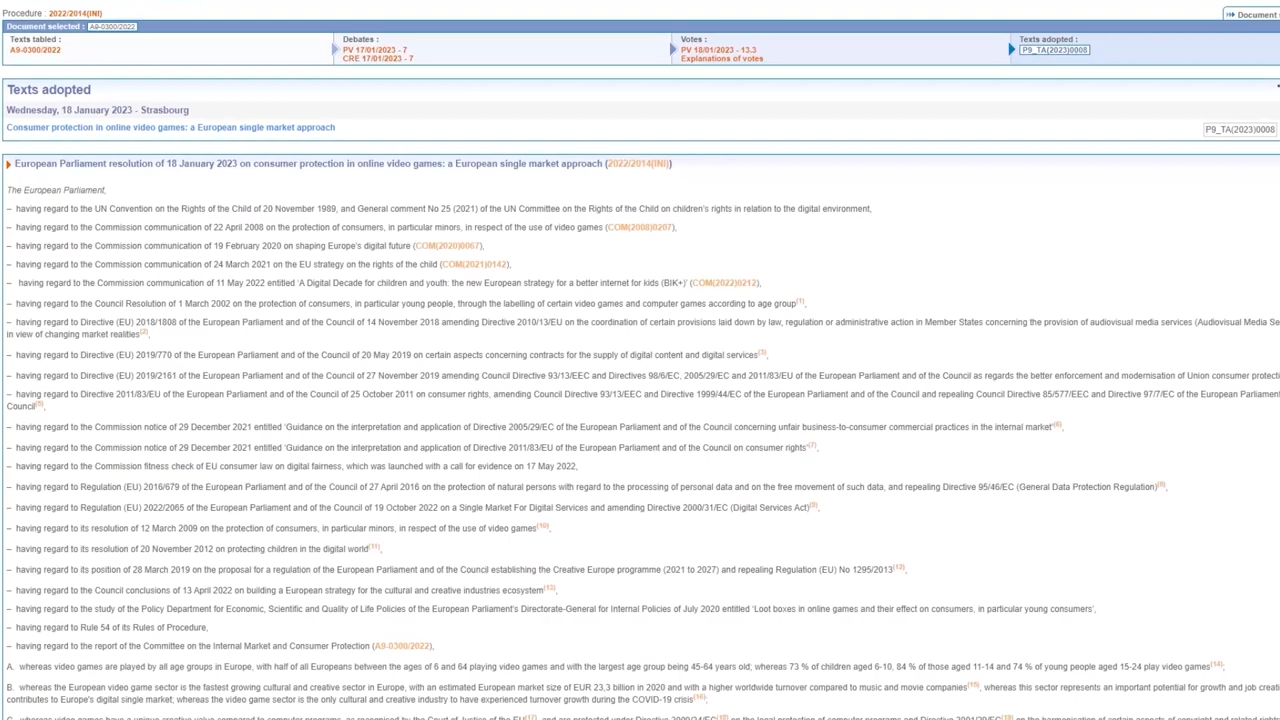 Procedure : 2022/2014(INI)
Document
Document selected : A9-0300/2022
Texts tabled :
A9-0300/2022
Debates :
PV 17/01/2023 - 7
CRE 17/01/2023 - 7
Votes :
PV 18/01/2023 - 13.3
Explanations of votes
Texts adopted :
P9_TA(2023)0008
Texts adopted
Wednesday, 18 January 2023 - Strasbourg
Consumer protection in online video games: a European single market approach
P9_TA(2023)0008
European Parliament resolution of 18 January 2023 on consumer protection in online video games: a European single market approach (2022/2014(INI))
The European Parliament,
– having regard to the UN Convention on the Rights of the Child of 20 November 1989, and General comment No 25 (2021) of the UN Committee on the Rights of the Child on children's rights in relation to the digital environment,
– having regard to the Commission communication of 22 April 2008 on the protection of consumers, in particular minors, in respect of the use of video games (COM(2008)0207),
– having regard to the Commission communication of 19 February 2020 on shaping Europe's digital future (COM(2020)0067),
– having regard to the Commission communication of 24 March 2021 on the EU strategy on the rights of the child (COM(2021)0142),
– having regard to the Commission communication of 11 May 2022 entitled 'A Digital Decade for children and youth: the new European strategy for a better internet for kids (BIK+)' (COM(2022)0212),
– having regard to the Council Resolution of 1 March 2002 on the protection of consumers, in particular young people, through the labelling of certain video games and computer games according to age group(1),
– having regard to Directive (EU) 2018/1808 of the European Parliament and of the Council of 14 November 2018 amending Directive 2010/13/EU on the coordination of certain provisions laid down by law, regulation or administrative action in Member States concerning the provision of audiovisual media services (Audiovisual Media Se
in view of changing market realities(2),
– having regard to Directive (EU) 2019/770 of the European Parliament and of the Council of 20 May 2019 on certain aspects concerning contracts for the supply of digital content and digital services(3),
– having regard to Directive (EU) 2019/2161 of the European Parliament and of the Council of 27 November 2019 amending Council Directive 93/13/EEC and Directives 98/6/EC, 2005/29/EC and 2011/83/EU of the European Parliament and of the Council as regards the better enforcement and modernisation of Union consumer protecti
– having regard to Directive 2011/83/EU of the European Parliament and of the Council of 25 October 2011 on consumer rights, amending Council Directive 93/13/EEC and Directive 1999/44/EC of the European Parliament and of the Council and repealing Council Directive 85/577/EEC and Directive 97/7/EC of the European Parliament
Council(5),
– having regard to the Commission notice of 29 December 2021 entitled 'Guidance on the interpretation and application of Directive 2005/29/EC of the European Parliament and of the Council concerning unfair business-to-consumer commercial practices in the internal market'(6),
– having regard to the Commission notice of 29 December 2021 entitled 'Guidance on the interpretation and application of Directive 2011/83/EU of the European Parliament and of the Council on consumer rights'(7),
– having regard to the Commission fitness check of EU consumer law on digital fairness, which was launched with a call for evidence on 17 May 2022,
– having regard to Regulation (EU) 2016/679 of the European Parliament and of the Council of 27 April 2016 on the protection of natural persons with regard to the processing of personal data and on the free movement of such data, and repealing Directive 95/46/EC (General Data Protection Regulation)(8),
– having regard to Regulation (EU) 2022/2065 of the European Parliament and of the Council of 19 October 2022 on a Single Market For Digital Services and amending Directive 2000/31/EC (Digital Services Act)(9),
– having regard to its resolution of 12 March 2009 on the protection of consumers, in particular minors, in respect of the use of video games(10),
– having regard to its resolution of 20 November 2012 on protecting children in the digital world(11),
– having regard to its position of 28 March 2019 on the proposal for a regulation of the European Parliament and of the Council establishing the Creative Europe programme (2021 to 2027) and repealing Regulation (EU) No 1295/2013(12),
– having regard to the Council conclusions of 13 April 2022 on building a European strategy for the cultural and creative industries ecosystem(13),
– having regard to the study of the Policy Department for Economic, Scientific and Quality of Life Policies of the European Parliament's Directorate-General for Internal Policies of July 2020 entitled 'Loot boxes in online games and their effect on consumers, in particular young consumers',
– having regard to Rule 54 of its Rules of Procedure,
– having regard to the report of the Committee on the Internal Market and Consumer Protection (A9-0300/2022),
A. whereas video games are played by all age groups in Europe, with half of all Europeans between the ages of 6 and 64 playing video games and with the largest age group being 45-64 years old; whereas 73 % of children aged 6-10, 84 % of those aged 11-14 and 74 % of young people aged 15-24 play video games(14);
B. whereas the European video game sector is the fastest growing cultural and creative sector in Europe, with an estimated European market size of EUR 23,3 billion in 2020 and with a higher worldwide turnover compared to music and movie companies(15), whereas this sector represents an important potential for growth and job creati
contributes to Europe's digital single market; whereas the video game sector is the only cultural and creative industry to have experienced turnover growth during the COVID-19 crisis(16);